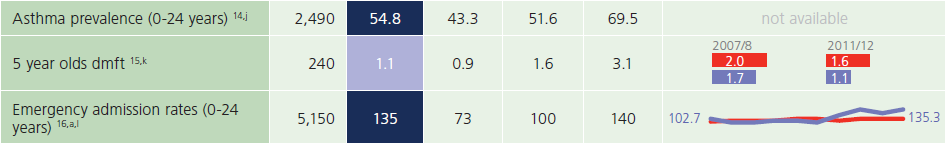 Asthma prevalence (0-24 years) 14,j 2,490 54.8 43.3 51.6 69.5 not available
2007/8 2011/12
5 year olds dmft 15,k 240 1.1 0.9 1.6 3.1 2.0 1.6
1.7 1.1
Emergency admission rates (0-24
years) 16,a,l 5,150 135 73 100 140 102.7 135.3